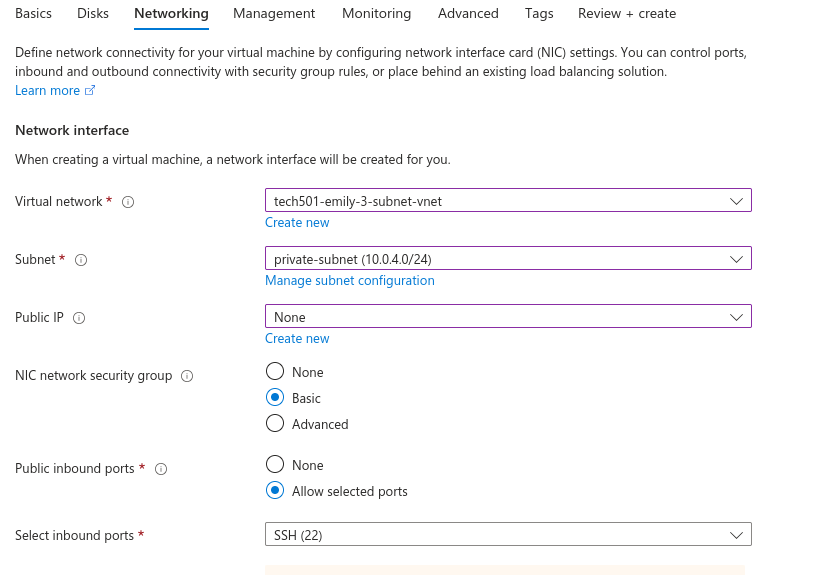 Basics Disks Networking Management Monitoring Advanced Tags Review + create
Define network connectivity for your virtual machine by configuring network interface card (NIC) settings. You can control ports,
inbound and outbound connectivity with security group rules, or place behind an existing load balancing solution.
Learn more
Network interface
When creating a virtual machine, a network interface will be created for you.
Virtual network * tech501-emily-3-subnet-vnet
Create new
Subnet * private-subnet (10.0.4.0/24)
Manage subnet configuration
Public IP None
Create new
NIC network security group None
Basic
Advanced
Public inbound ports * None
Allow selected ports
Select inbound ports * SSH (22)